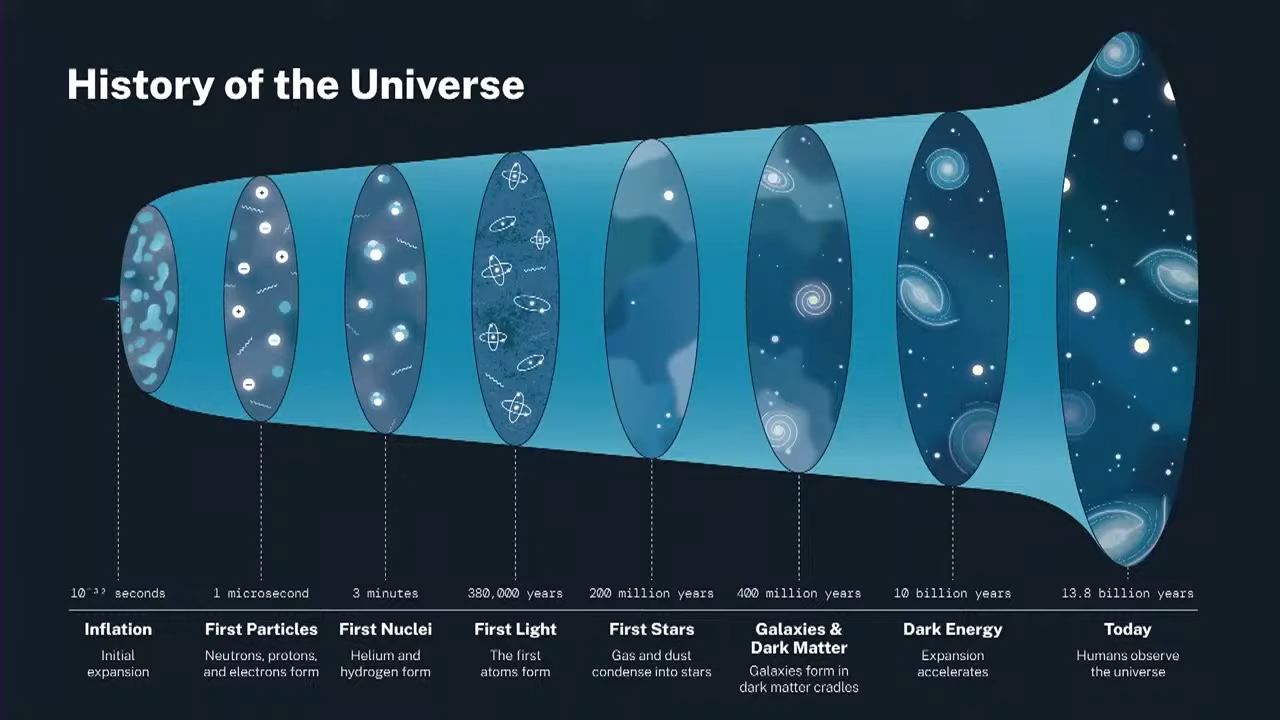 History of the Universe
10⁻³² seconds
1 microsecond
3 minutes
380,000 years
200 million years
400 million years
10 billion years
13.8 billion years
Inflation
Initial
expansion
First Particles
Neutrons, protons,
and electrons form
First Nuclei
Helium and
hydrogen form
First Light
The first
atoms form
First Stars
Gas and dust
condense into stars
Galaxies &
Dark Matter
Galaxies form in
dark matter cradles
Dark Energy
Expansion
accelerates
Today
Humans observe
the universe